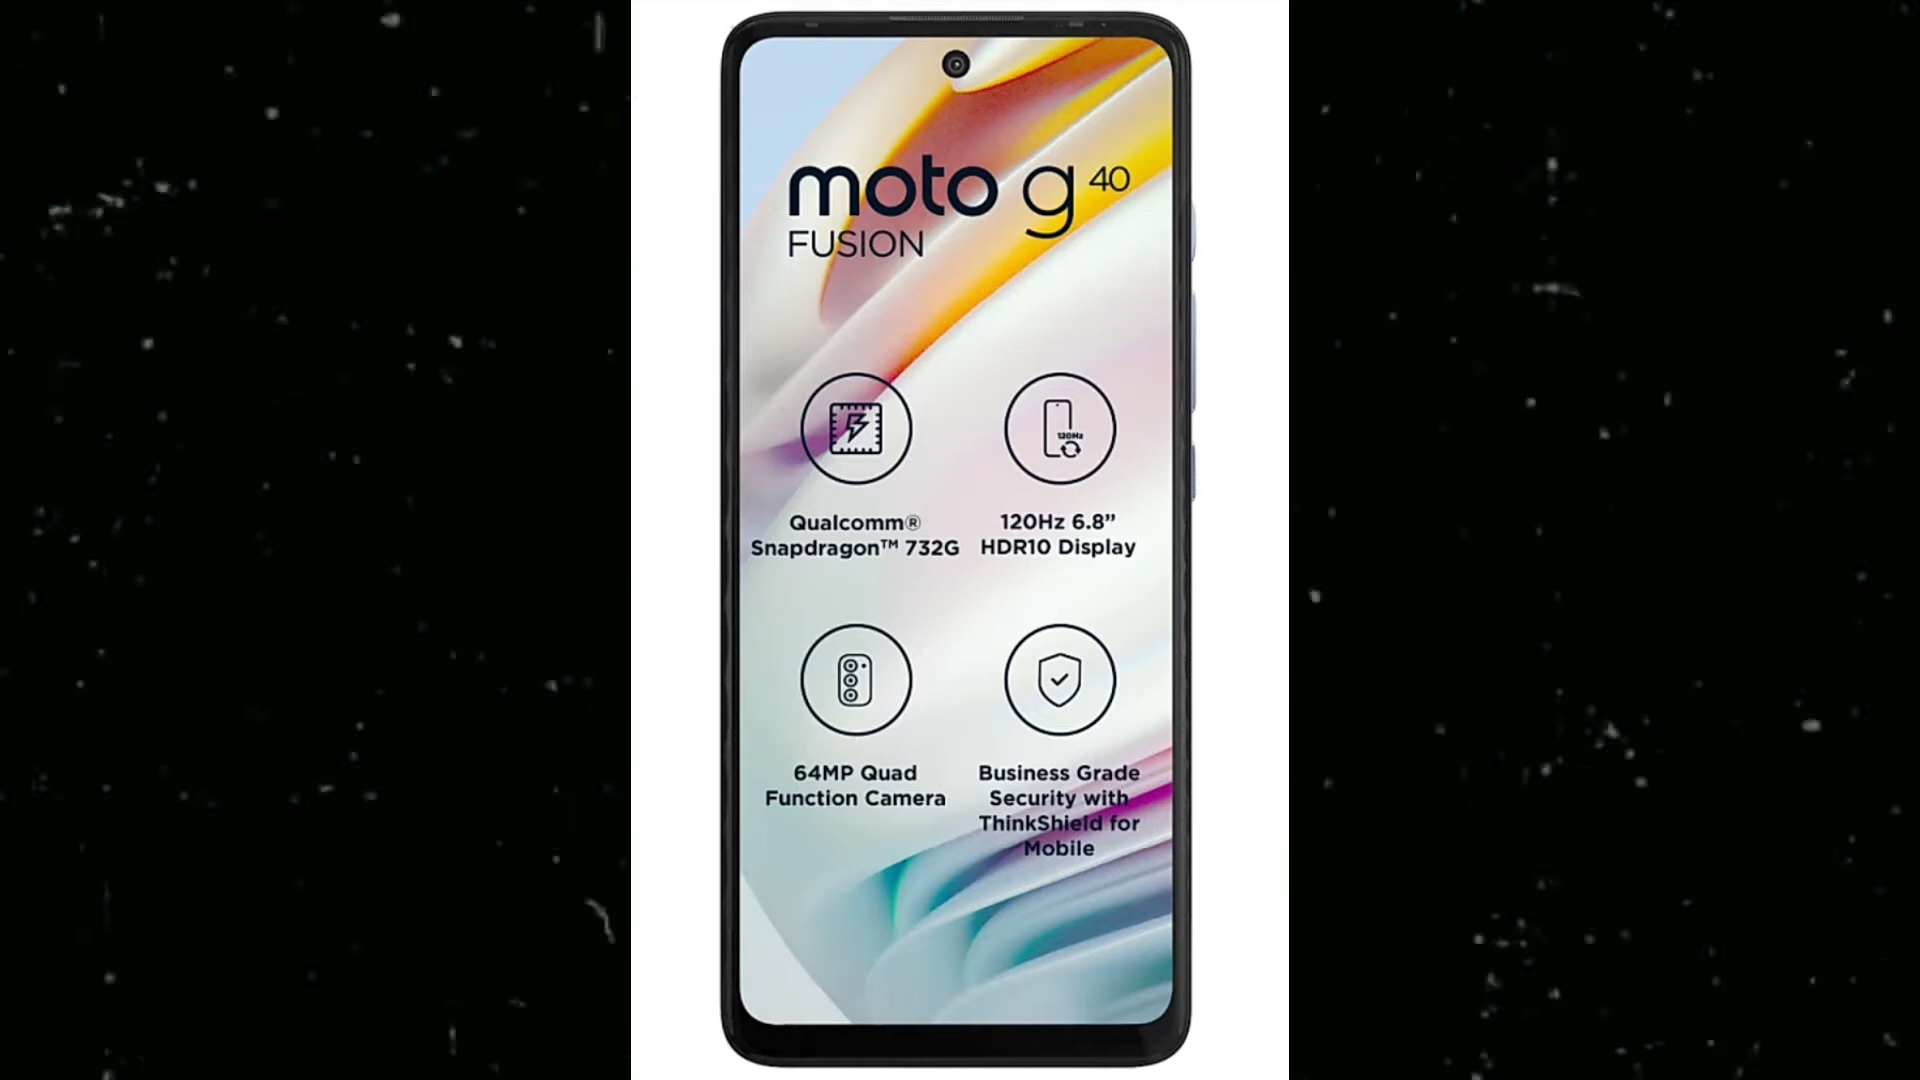 moto g 40
FUSION
120Hz
Qualcomm®
Snapdragon™ 732G
120Hz 6.8”
HDR10 Display
64MP Quad
Function Camera
Business Grade
Security with
ThinkShield for
Mobile